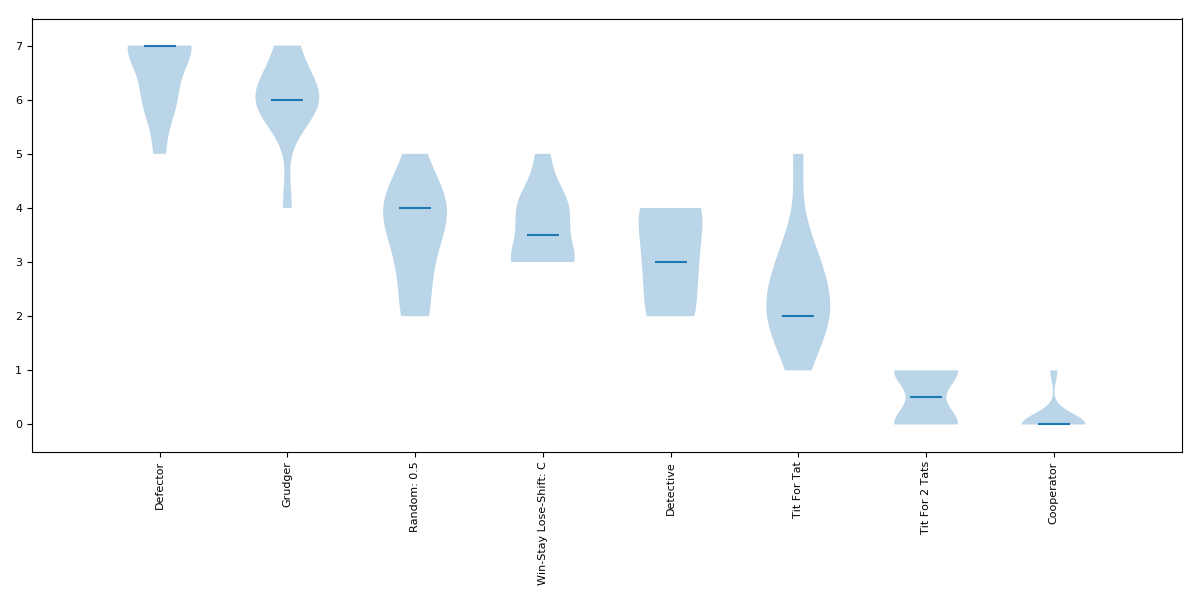 7
6
5
4
3
2
1
0
Defector
Grudger
Random: 0.5
Win-Stay Lose-Shift: C
Detective
Tit For Tat
Tit For 2 Tats
Cooperator